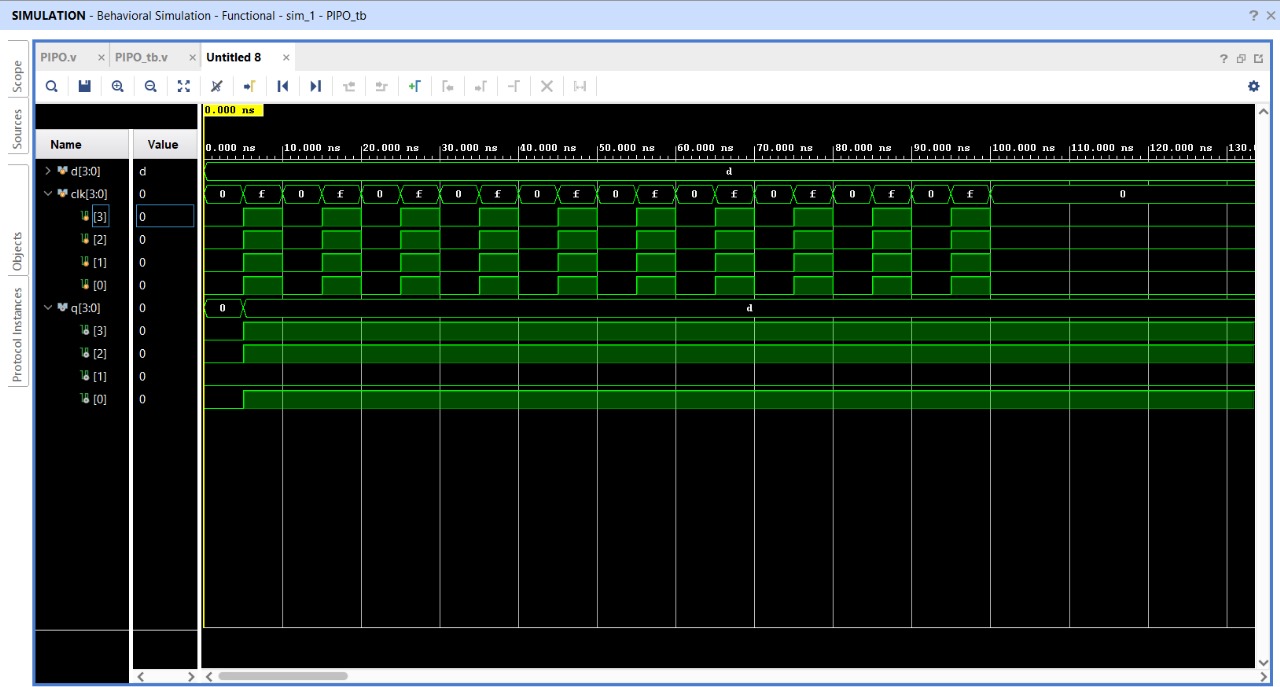 SIMULATION - Behavioral Simulation - Functional - sim_1 - PIPO_tb
? ×
Scope
Sources
Objects
Protocol Instances
PIPO.v × PIPO_tb.v × Untitled 8 ×
?
0.000 ns
Name Value
0.000 ns 10.000 ns 20.000 ns 30.000 ns 40.000 ns 50.000 ns 60.000 ns 70.000 ns 80.000 ns 90.000 ns 100.000 ns 110.000 ns 120.000 ns 130.
d[3:0] d d
clk[3:0] 0 0 f 0 f 0 f 0 f 0 f 0 f 0 f 0 f 0 f 0 f 0
[3] 0
[2] 0
[1] 0
[0] 0
q[3:0] 0 0 d
[3] 0
[2] 0
[1] 0
[0] 0